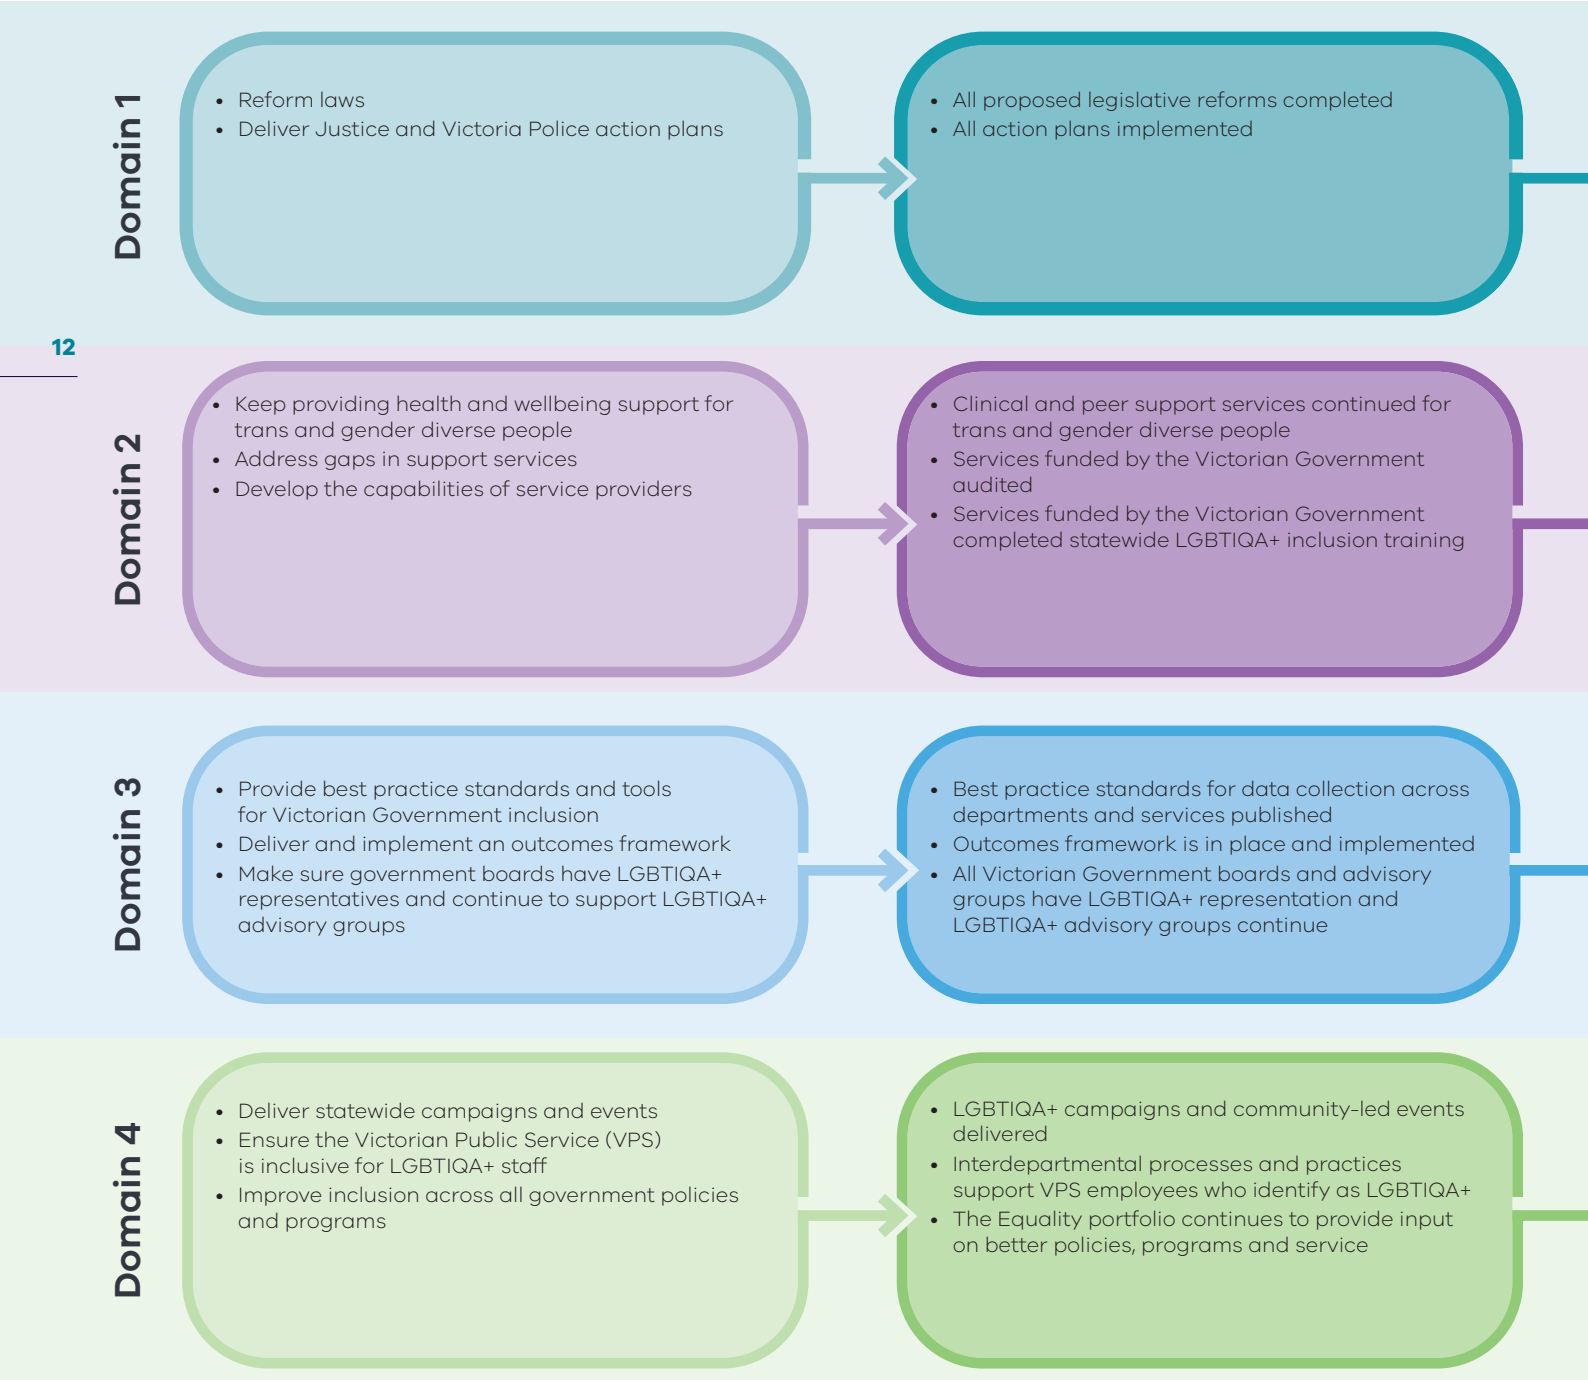 Domain 1
• Reform laws
• Deliver Justice and Victoria Police action plans
• All proposed legislative reforms completed
• All action plans implemented
12
Domain 2
• Keep providing health and wellbeing support for
trans and gender diverse people
• Address gaps in support services
• Develop the capabilities of service providers
• Clinical and peer support services continued for
trans and gender diverse people
• Services funded by the Victorian Government
audited
• Services funded by the Victorian Government
completed statewide LGBTIQA+ inclusion training
Domain 3
• Provide best practice standards and tools
for Victorian Government inclusion
• Deliver and implement an outcomes framework
• Make sure government boards have LGBTIQA+
representatives and continue to support LGBTIQA+
advisory groups
• Best practice standards for data collection across
departments and services published
• Outcomes framework is in place and implemented
• All Victorian Government boards and advisory
groups have LGBTIQA+ representation and
LGBTIQA+ advisory groups continue
Domain 4
• Deliver statewide campaigns and events
• Ensure the Victorian Public Service (VPS)
is inclusive for LGBTIQA+ staff
• Improve inclusion across all government policies
and programs
• LGBTIQA+ campaigns and community-led events
delivered
• Interdepartmental processes and practices
support VPS employees who identify as LGBTIQA+
• The Equality portfolio continues to provide input
on better policies, programs and service